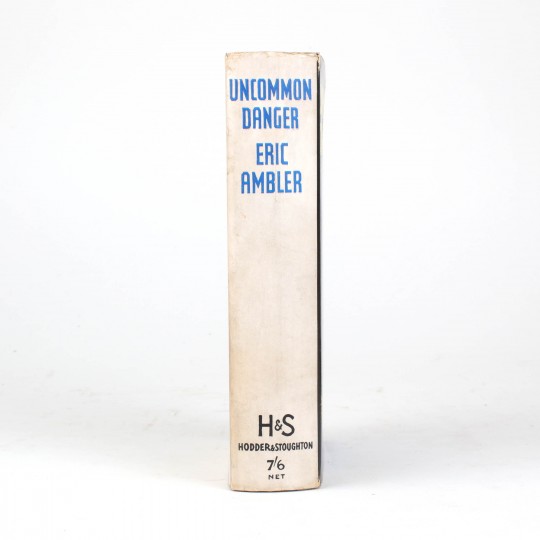 UNCOMMON
DANGER
ERIC
AMBLER
H&S
HODDER & STOUGHTON
7/6
NET